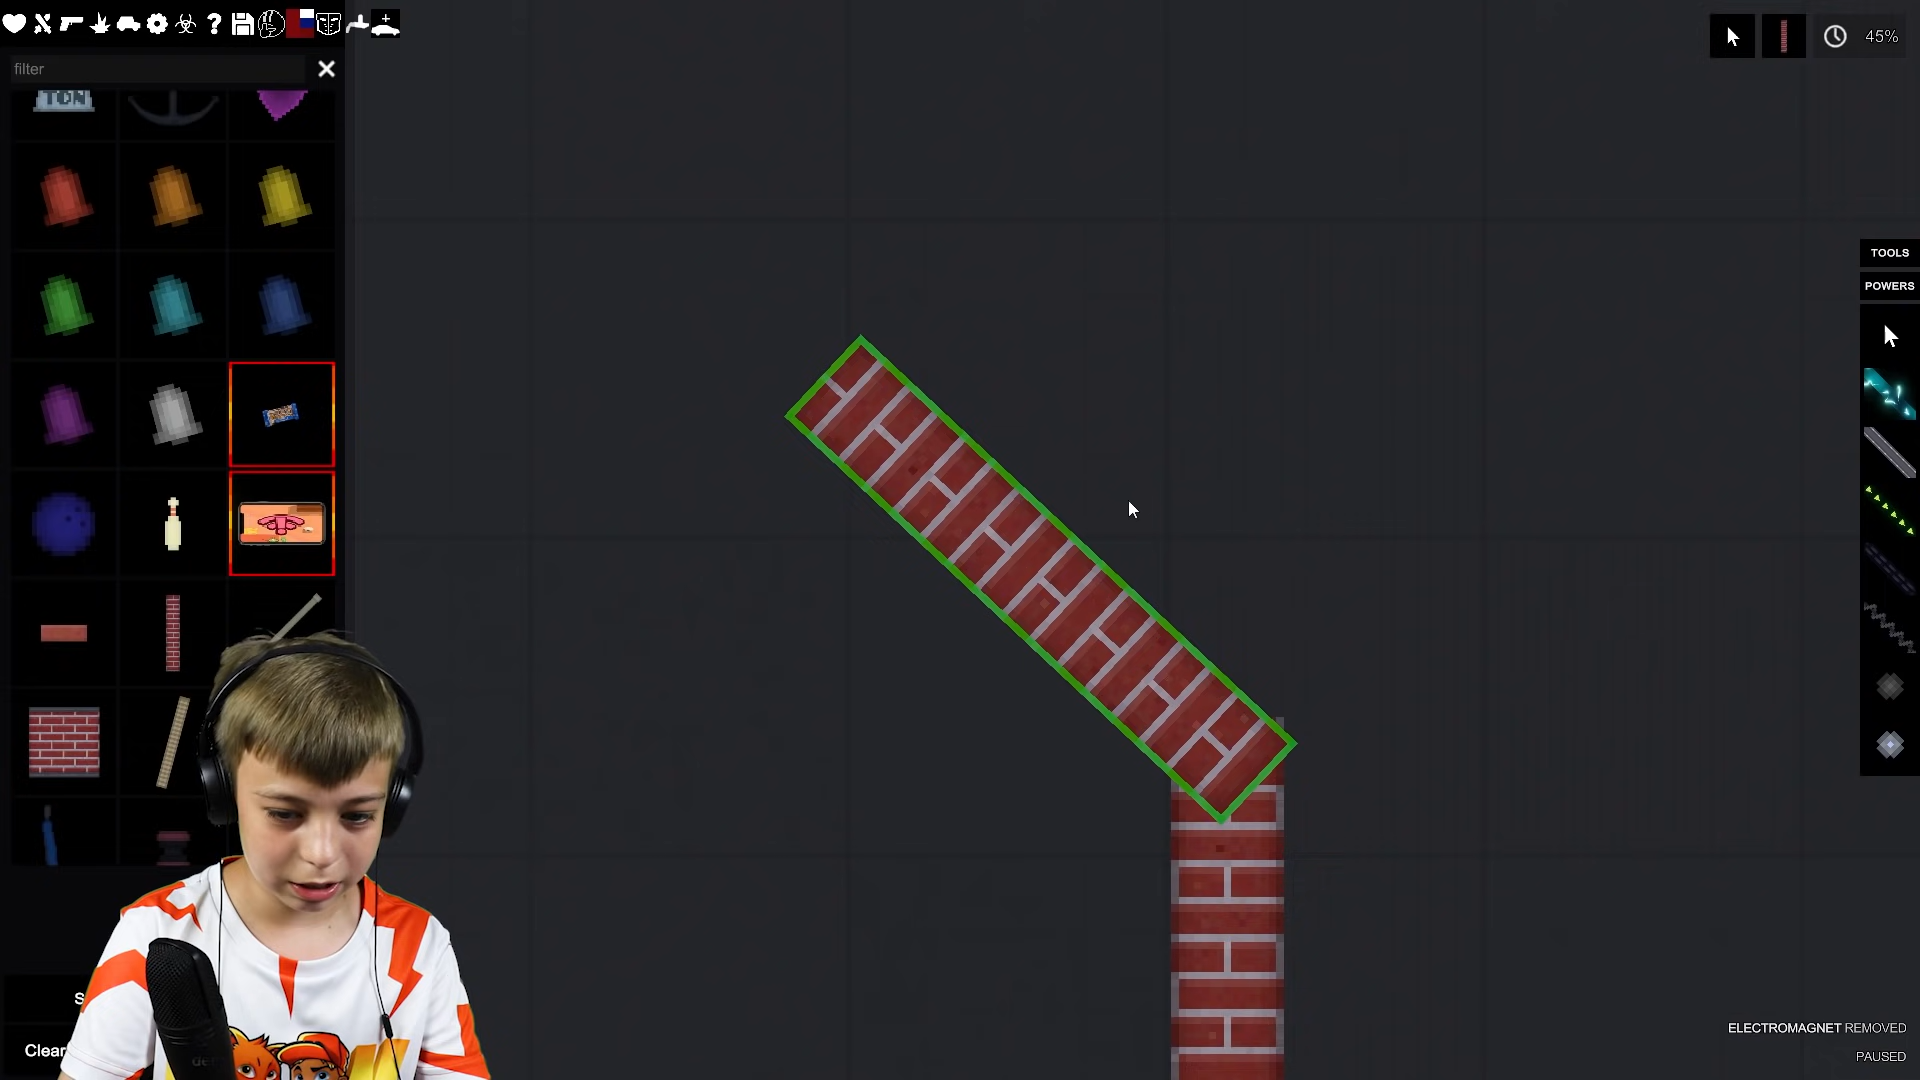 45%
filter
TON
TOOLS
POWERS
Clear
ELECTROMAGNET REMOVED
PAUSED